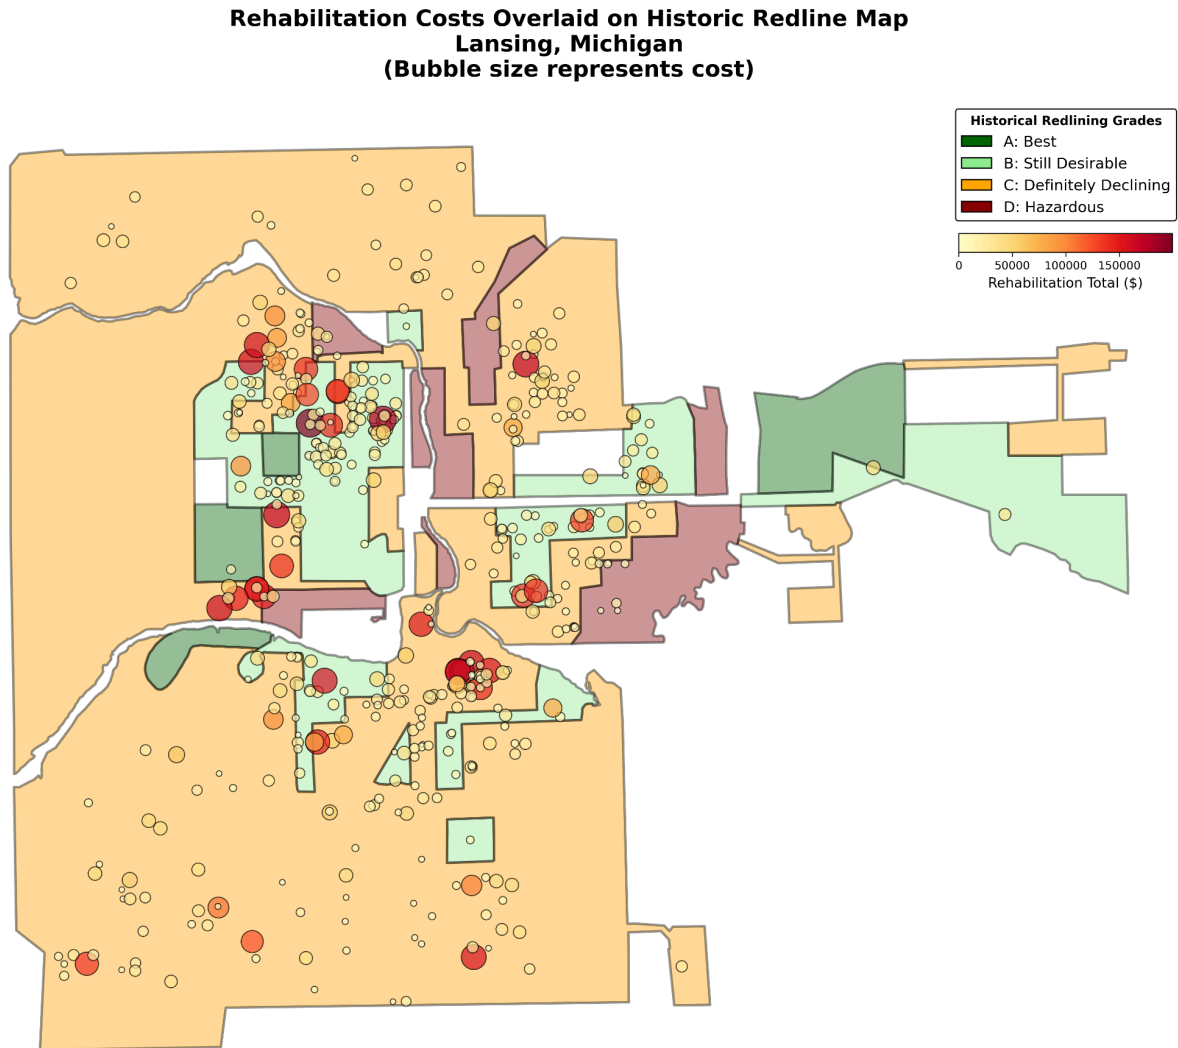 Rehabilitation Costs Overlaid on Historic Redline Map
Lansing, Michigan
(Bubble size represents cost)
Historical Redlining Grades
A: Best
B: Still Desirable
C: Definitely Declining
D: Hazardous
0 50000 100000 150000
Rehabilitation Total ($)